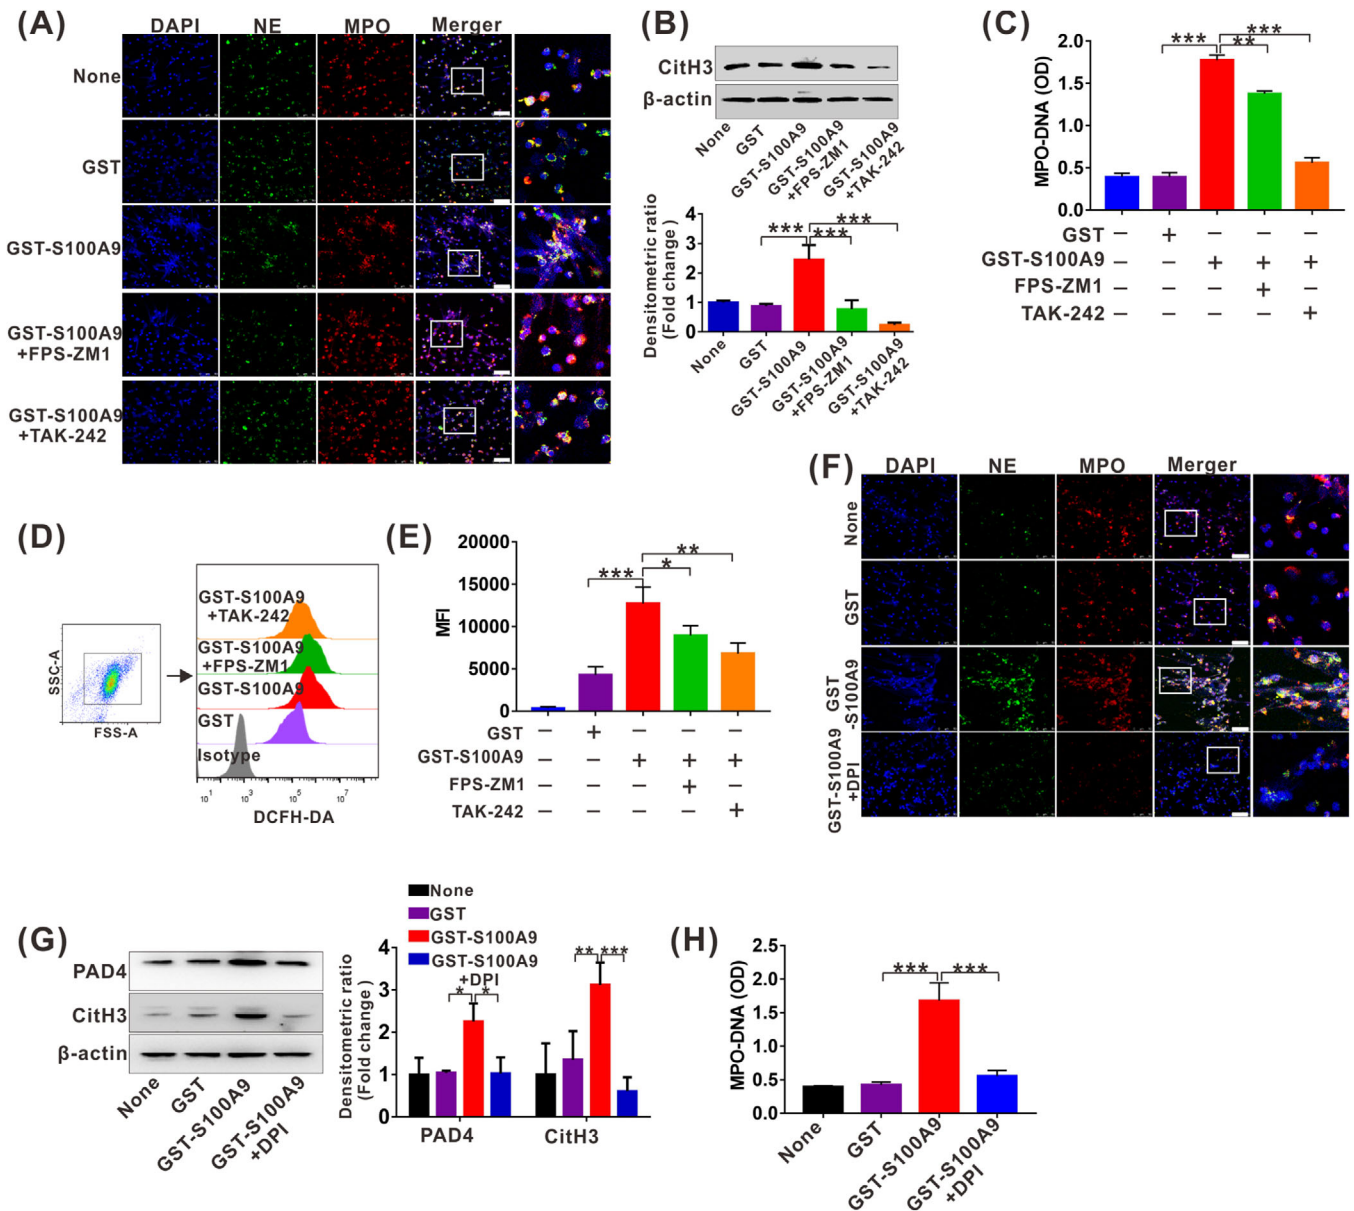 (A)
DAPI NE MPO Merger
None
GST
GST-S100A9
GST-S100A9
+FPS-ZM1
GST-S100A9
+TAK-242
(B)
CitH3
β-actin
None
GST
GST-S100A9
GST-S100A9
+FPS-ZM1
GST-S100A9
+TAK-242
Densitometric ratio
(Fold change)
4
3
2
1
0
*** *** ***
None
GST
GST-S100A9
GST-S100A9
+FPS-ZM1
GST-S100A9
+TAK-242
(C)
MPO-DNA (OD)
2.0
1.5
1.0
0.5
0.0
*** ** ***
GST − + − − −
GST-S100A9 − − + + +
FPS-ZM1 − − − + −
TAK-242 − − − − +
(D)
SSC-A
FSS-A
GST-S100A9
+TAK-242
GST-S100A9
+FPS-ZM1
GST-S100A9
GST
Isotype
10¹ 10³ 10⁵ 10⁷
DCFH-DA
(E)
MFI
20000
15000
10000
5000
0
*** * **
GST − + − − −
GST-S100A9 − − + + +
FPS-ZM1 − − − + −
TAK-242 − − − − +
(F)
DAPI NE MPO Merger
None
GST
GST
-S100A9
GST-S100A9
+DPI
(G)
PAD4
CitH3
β-actin
None
GST
GST-S100A9
GST-S100A9
+DPI
None
GST
GST-S100A9
GST-S100A9
+DPI
Densitometric ratio
(Fold change )
4
3
2
1
0
* * ** ***
PAD4 CitH3
(H)
MPO-DNA (OD)
2.5
2.0
1.5
1.0
0.5
0.0
*** ***
None
GST
GST-S100A9
GST-S100A9
+DPI